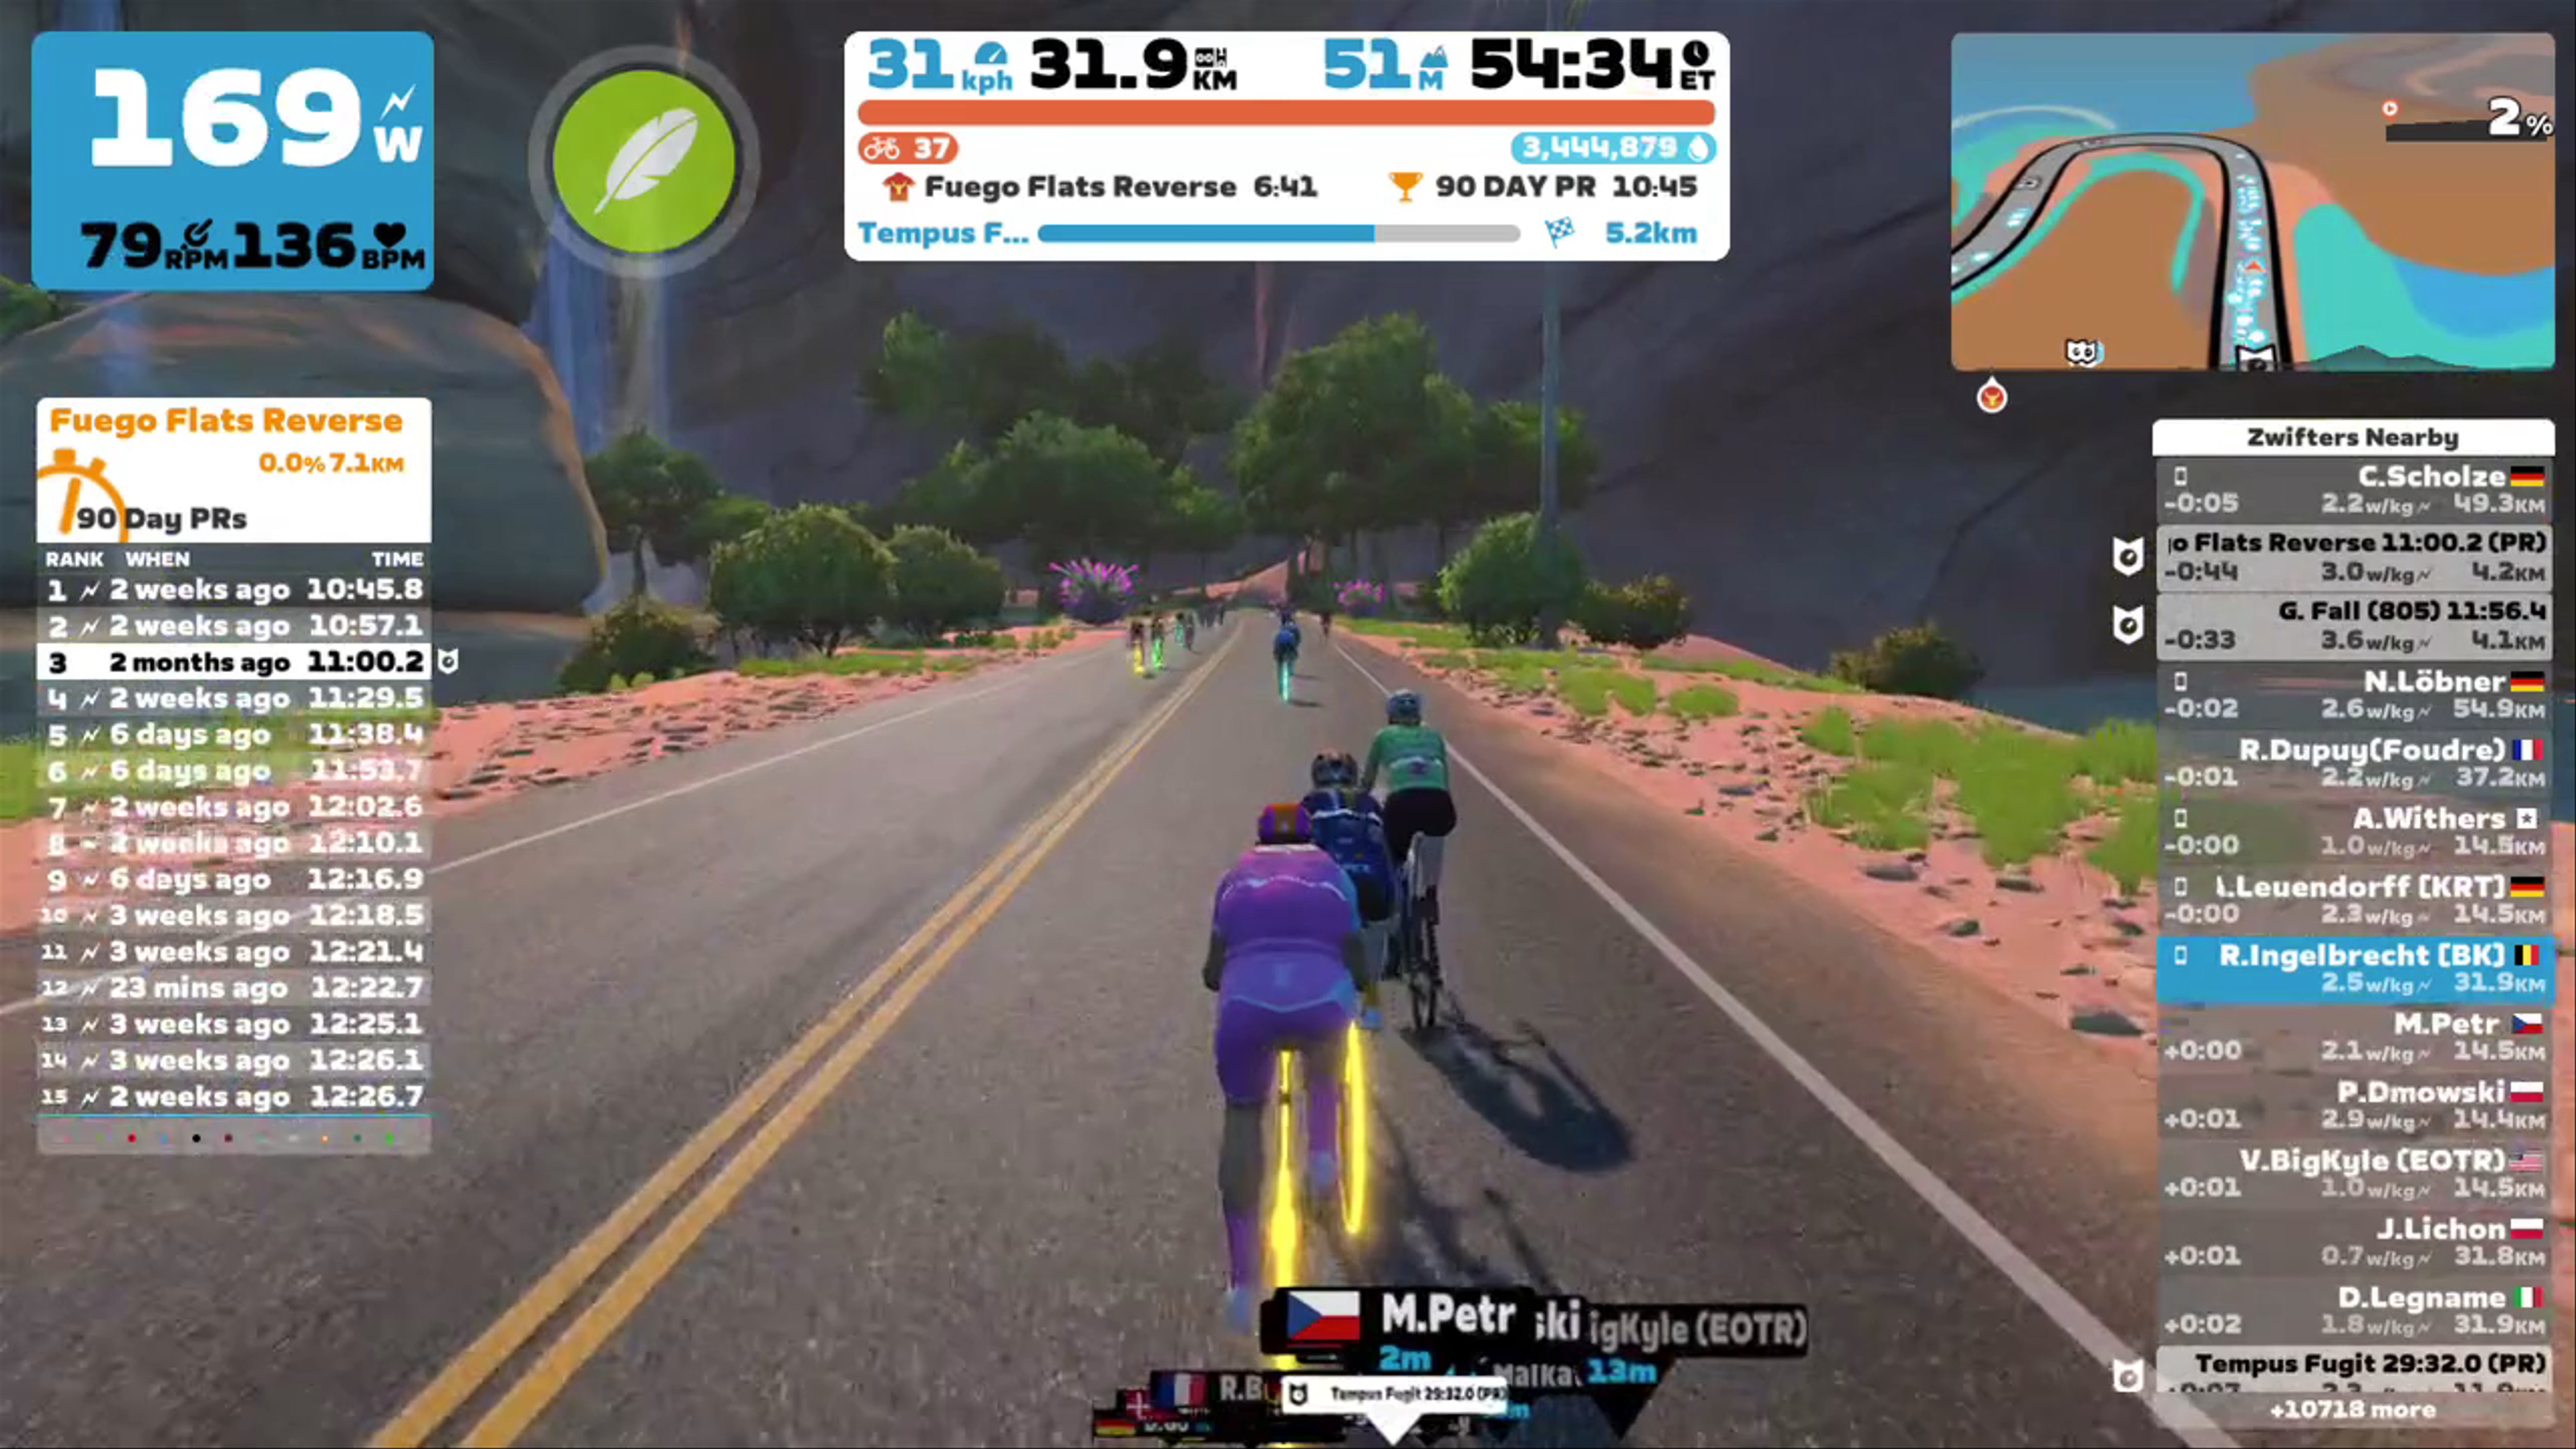 169 W
79 RPM 136 BPM
31 kph 31.9 KM 51 M 54:34 ET
37 3,444,879
Fuego Flats Reverse 6:41 90 DAY PR 10:45
Tempus F... 5.2km
2%
Fuego Flats Reverse
0.0% 7.1KM
90 Day PRs
RANK WHEN TIME
1 2 weeks ago 10:45.8
2 2 weeks ago 10:57.1
3 2 months ago 11:00.2
4 2 weeks ago 11:29.5
5 6 days ago 11:38.4
6 6 days ago 11:53.7
7 2 weeks ago 12:02.6
8 weeks ago 12:10.1
9 6 days ago 12:16.9
10 3 weeks ago 12:18.5
11 3 weeks ago 12:21.4
12 23 mins ago 12:22.7
13 3 weeks ago 12:25.1
14 3 weeks ago 12:26.1
15 2 weeks ago 12:26.7
Zwifters Nearby
C.Scholze
-0:05 2.2w/kg 49.3KM
o Flats Reverse 11:00.2 (PR)
-0:44 3.0w/kg 4.2KM
G. Fall (805) 11:56.4
-0:33 3.6w/kg 4.1KM
N.Löbner
-0:02 2.6w/kg 54.9KM
R.Dupuy(Foudre)
-0:01 2.2w/kg 37.2KM
A.Withers
-0:00 1.0w/kg 14.5KM
.Leuendorff [KRT]
-0:00 2.3w/kg 14.5KM
R.Ingelbrecht [BK]
2.5w/kg 31.9KM
M.Petr
+0:00 2.1w/kg 14.5KM
P.Dmowski
+0:01 2.9w/kg 14.4KM
V.BigKyle (EOTR)
+0:01 1.0w/kg 14.5KM
J.Lichon
+0:01 0.7w/kg 31.8KM
D.Legname
+0:02 1.8w/kg 31.9KM
Tempus Fugit 29:32.0 (PR)
+10718 more
M.Petr ski igKyle (EOTR)
2m Malka 13m
R.B
Tempus Fugit 29:32.0 (PR)